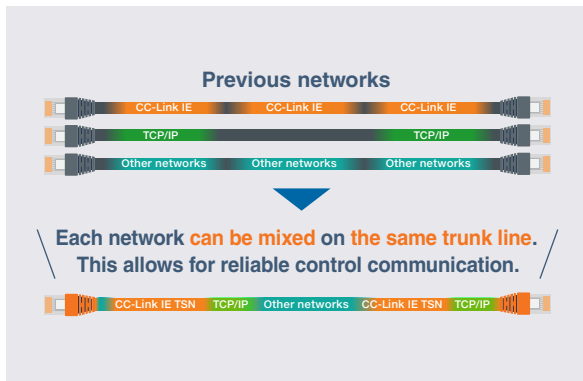 Previous networks
CC-Link IE CC-Link IE CC-Link IE
TCP/IP TCP/IP
Other networks Other networks Other networks
Each network can be mixed on the same trunk line.
This allows for reliable control communication.
CC-Link IE TSN TCP/IP Other networks CC-Link IE TSN TCP/IP